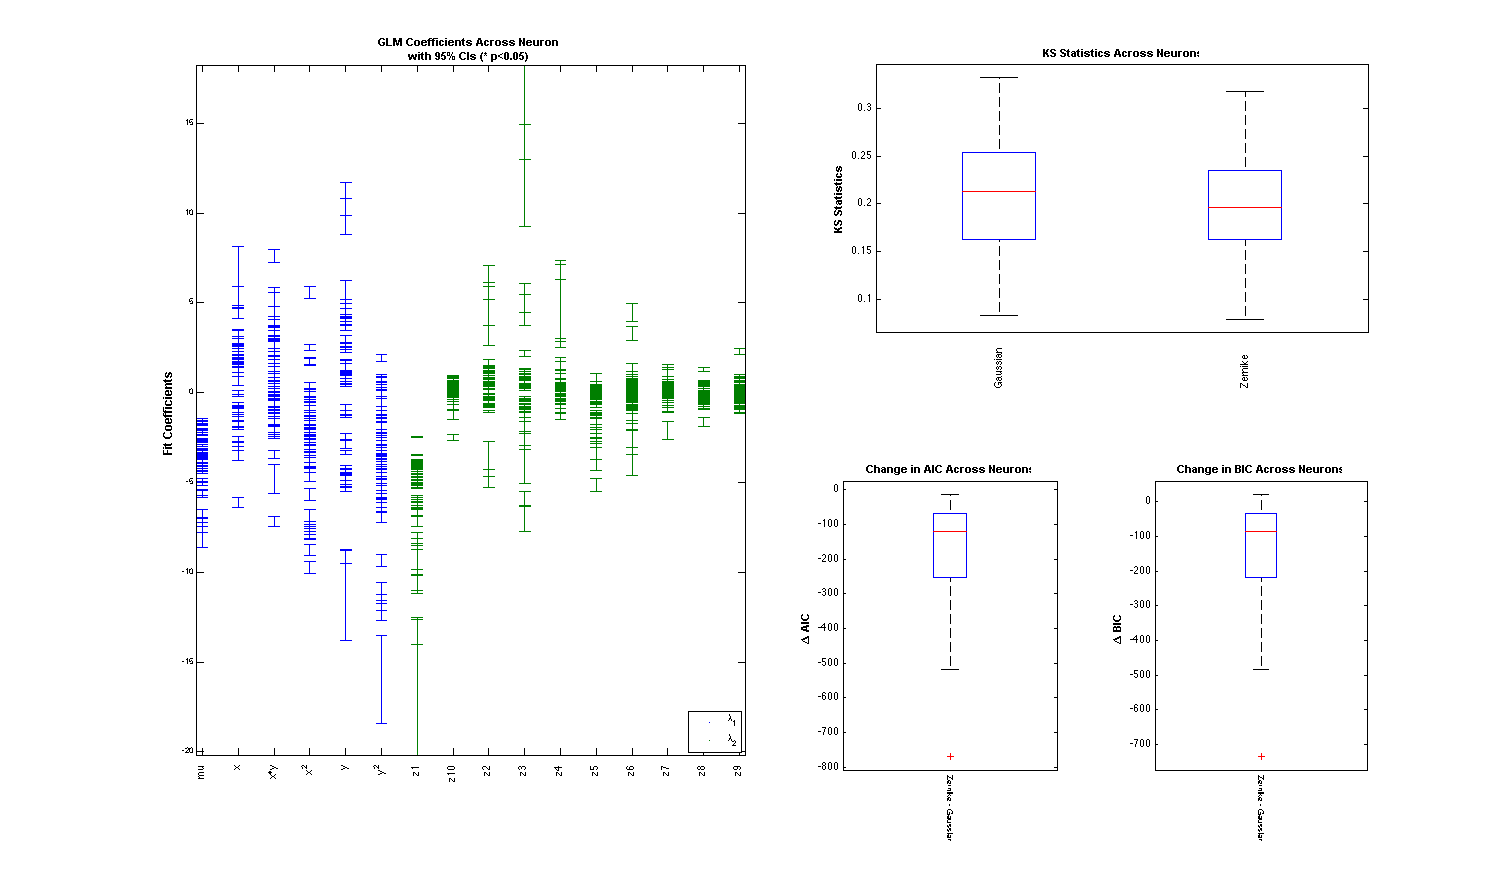 GLM Coefficients Across Neuron
with 95% CIs (* p<0.05)
Fit Coefficients
15
10
5
0
-5
-10
-15
-20
mu
x
x*y
x²
y
y²
z1
z10
z2
z3
z4
z5
z6
z7
z8
z9
λ1
λ2
KS Statistics Across Neurons
KS Statistics
0.3
0.25
0.2
0.15
0.1
Gaussian
Zernike
Change in AIC Across Neurons
Δ AIC
0
-100
-200
-300
-400
-500
-600
-700
-800
Zernike - Gaussian
Change in BIC Across Neurons
Δ BIC
0
-100
-200
-300
-400
-500
-600
-700
Zernike - Gaussian